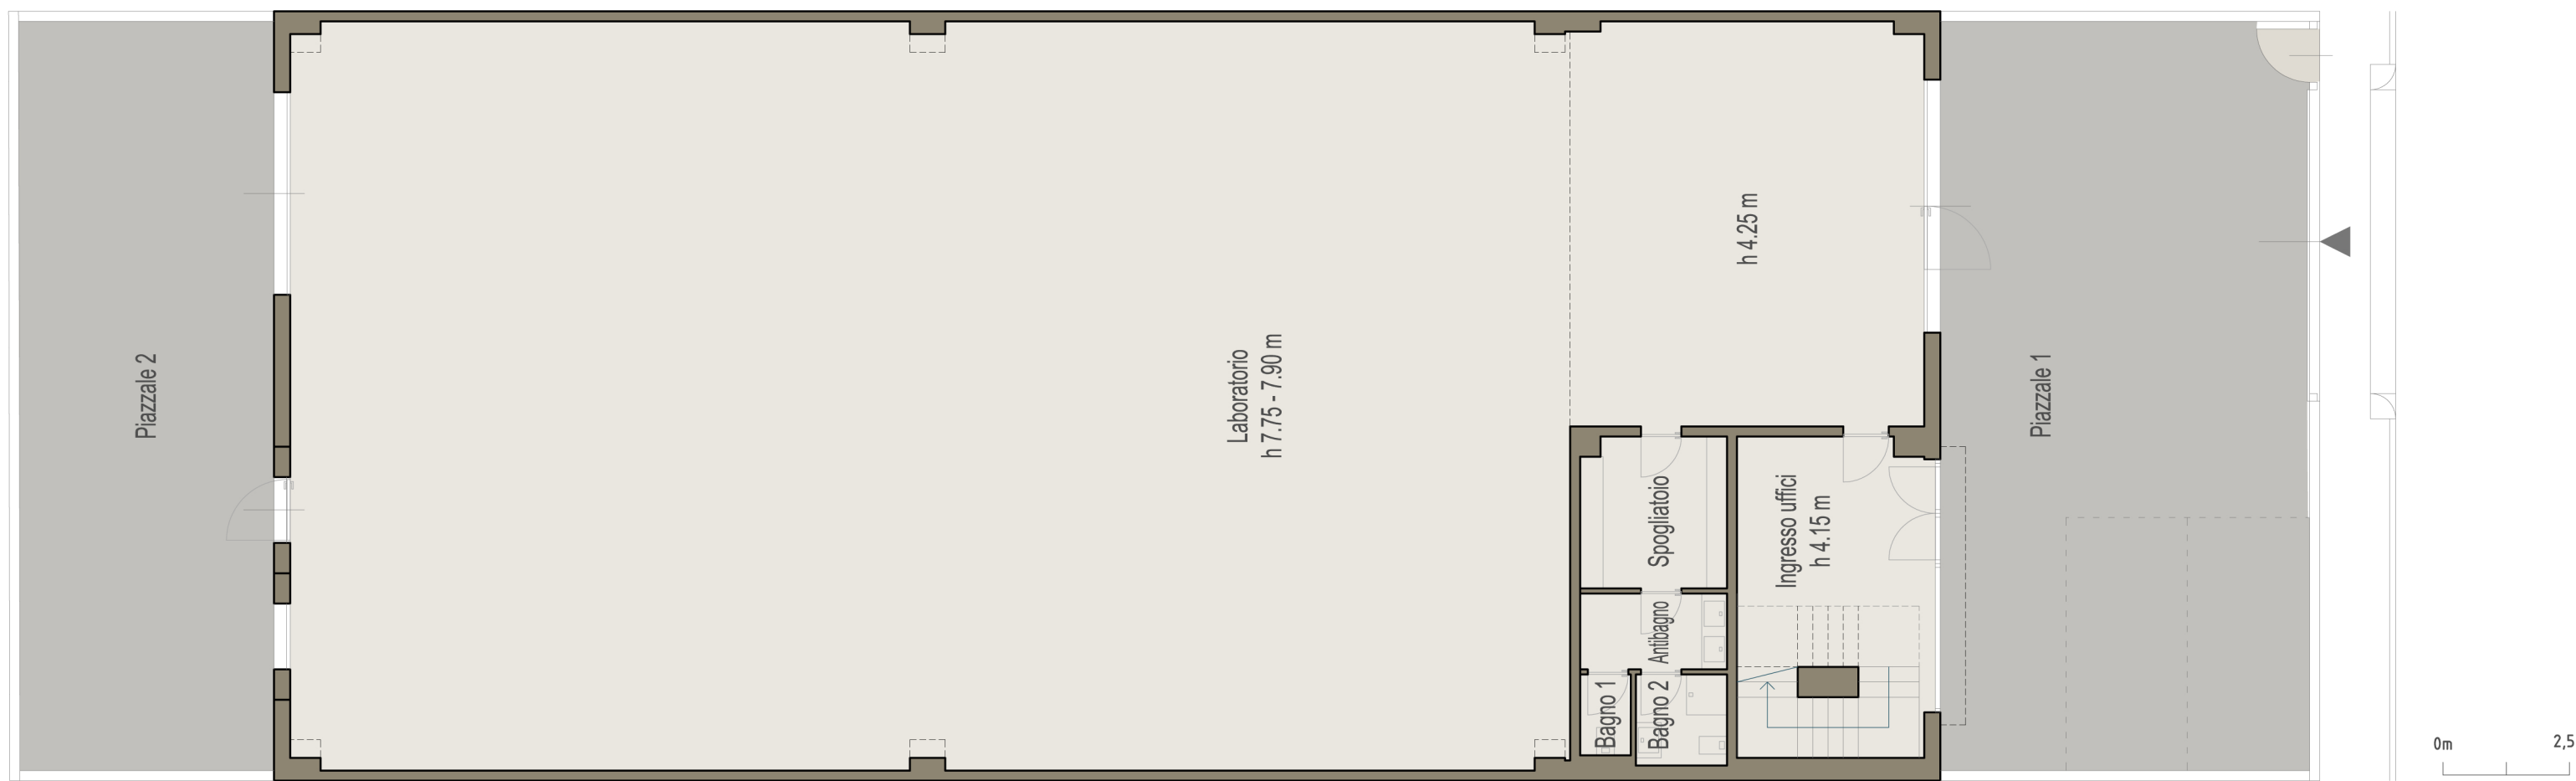 Piazzale 2
Laboratorio
h 7.75 - 7.90 m
h 4.25 m
Piazzale 1
Spogliatoio
Ingresso uffici
h 4.15 m
Antibagno
Bagno 1
Bagno 2
0m
2,5